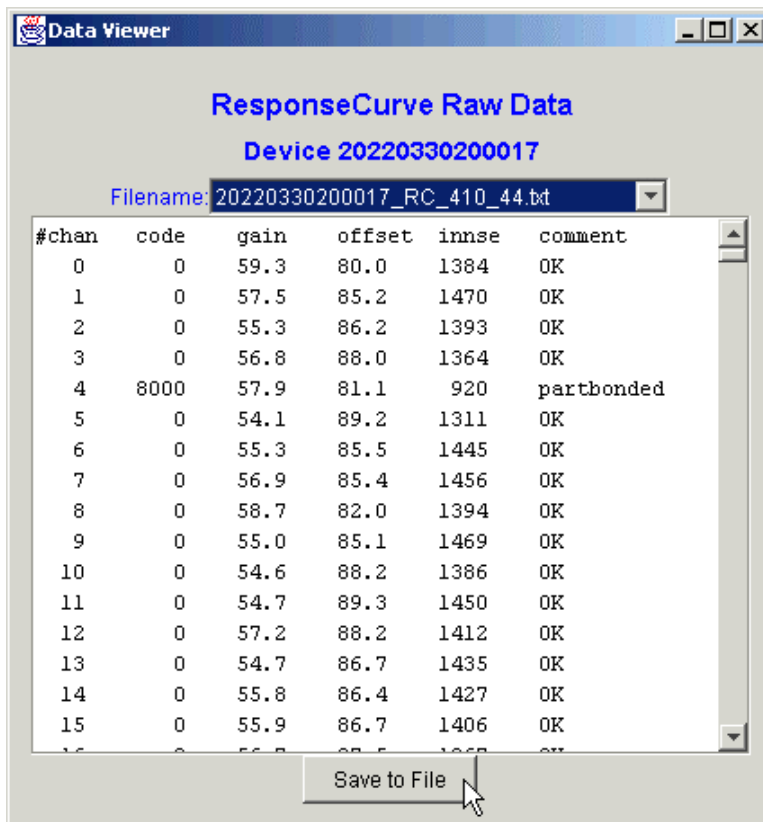 Data Viewer
ResponseCurve Raw Data
Device 20220330200017
Filename: 20220330200017_RC_410_44.txt
#chan code gain offset innse comment
0 0 59.3 80.0 1384 OK
1 0 57.5 85.2 1470 OK
2 0 55.3 86.2 1393 OK
3 0 56.8 88.0 1364 OK
4 8000 57.9 81.1 920 partbonded
5 0 54.1 89.2 1311 OK
6 0 55.3 85.5 1445 OK
7 0 56.9 85.4 1456 OK
8 0 58.7 82.0 1394 OK
9 0 55.0 85.1 1469 OK
10 0 54.6 88.2 1386 OK
11 0 54.7 89.3 1450 OK
12 0 57.2 88.2 1412 OK
13 0 54.7 86.7 1435 OK
14 0 55.8 86.4 1427 OK
15 0 55.9 86.7 1406 OK
Save to File